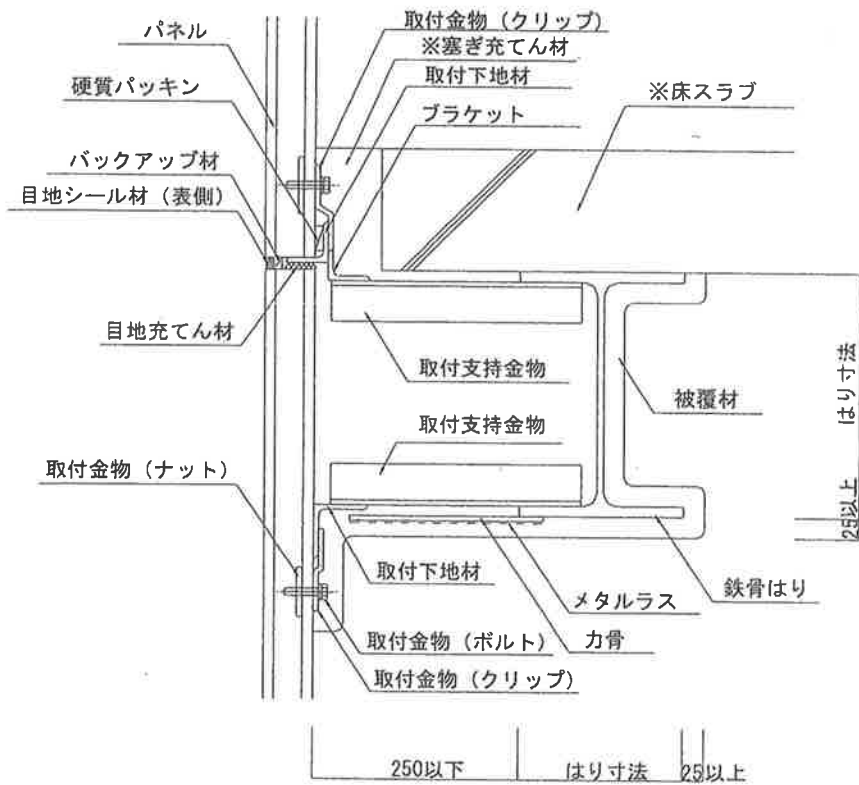 取付金物（クリップ）
パネル
※塞ぎ充てん材
硬質パッキン
取付下地材
※床スラブ
ブラケット
バックアップ材
目地シール材（表側）
目地充てん材
取付支持金物
はり寸法
被覆材
取付支持金物
取付金物（ナット）
25以上
取付下地材
鉄骨はり
メタルラス
取付金物（ボルト）
力骨
取付金物（クリップ）
250以下
はり寸法
25以上